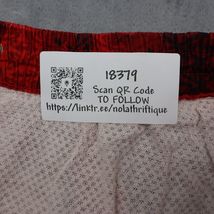 18379
Scan QR Code
TO FOLLOW
https://linktr.ee/nolathriftique